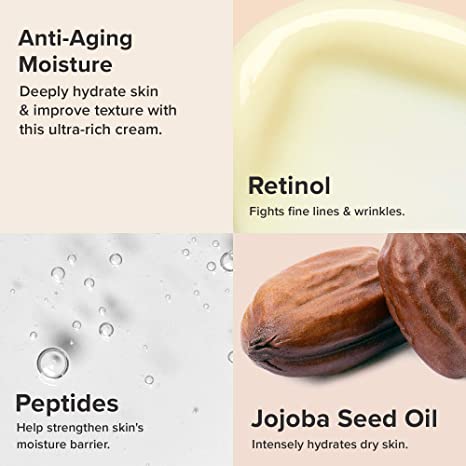 Anti-Aging
Moisture
Deeply hydrate skin
& improve texture with
this ultra-rich cream.
Retinol
Fights fine lines & wrinkles.
Peptides
Help strengthen skin's
moisture barrier.
Jojoba Seed Oil
Intensely hydrates dry skin.